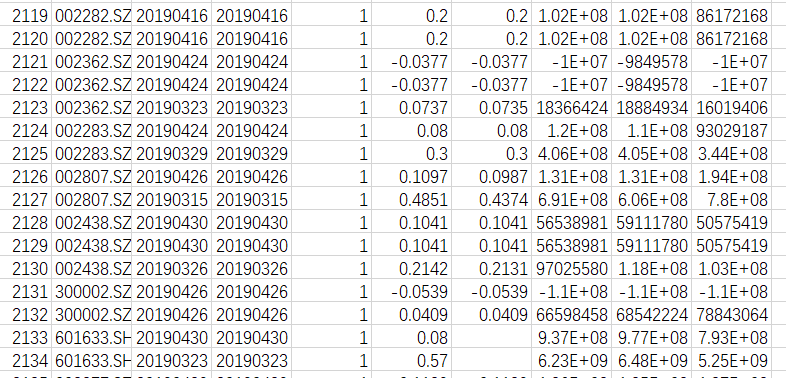 2119 002282.SZ 20190416 20190416 1 0.2 0.2 1.02E+08 1.02E+08 86172168
2120 002282.SZ 20190416 20190416 1 0.2 0.2 1.02E+08 1.02E+08 86172168
2121 002362.SZ 20190424 20190424 1 -0.0377 -0.0377 -1E+07 -9849578 -1E+07
2122 002362.SZ 20190424 20190424 1 -0.0377 -0.0377 -1E+07 -9849578 -1E+07
2123 002362.SZ 20190323 20190323 1 0.0737 0.0735 18366424 18884934 16019406
2124 002283.SZ 20190424 20190424 1 0.08 0.08 1.2E+08 1.1E+08 93029187
2125 002283.SZ 20190329 20190329 1 0.3 0.3 4.06E+08 4.05E+08 3.44E+08
2126 002807.SZ 20190426 20190426 1 0.1097 0.0987 1.31E+08 1.31E+08 1.94E+08
2127 002807.SZ 20190315 20190315 1 0.4851 0.4374 6.91E+08 6.06E+08 7.8E+08
2128 002438.SZ 20190430 20190430 1 0.1041 0.1041 56538981 59111780 50575419
2129 002438.SZ 20190430 20190430 1 0.1041 0.1041 56538981 59111780 50575419
2130 002438.SZ 20190326 20190326 1 0.2142 0.2131 97025580 1.18E+08 1.03E+08
2131 300002.SZ 20190426 20190426 1 -0.0539 -0.0539 -1.1E+08 -1.1E+08 -1.1E+08
2132 300002.SZ 20190426 20190426 1 0.0409 0.0409 66598458 68542224 78843064
2133 601633.SH 20190430 20190430 1 0.08 9.37E+08 9.77E+08 7.93E+08
2134 601633.SH 20190323 20190323 1 0.57 6.23E+09 6.48E+09 5.25E+09